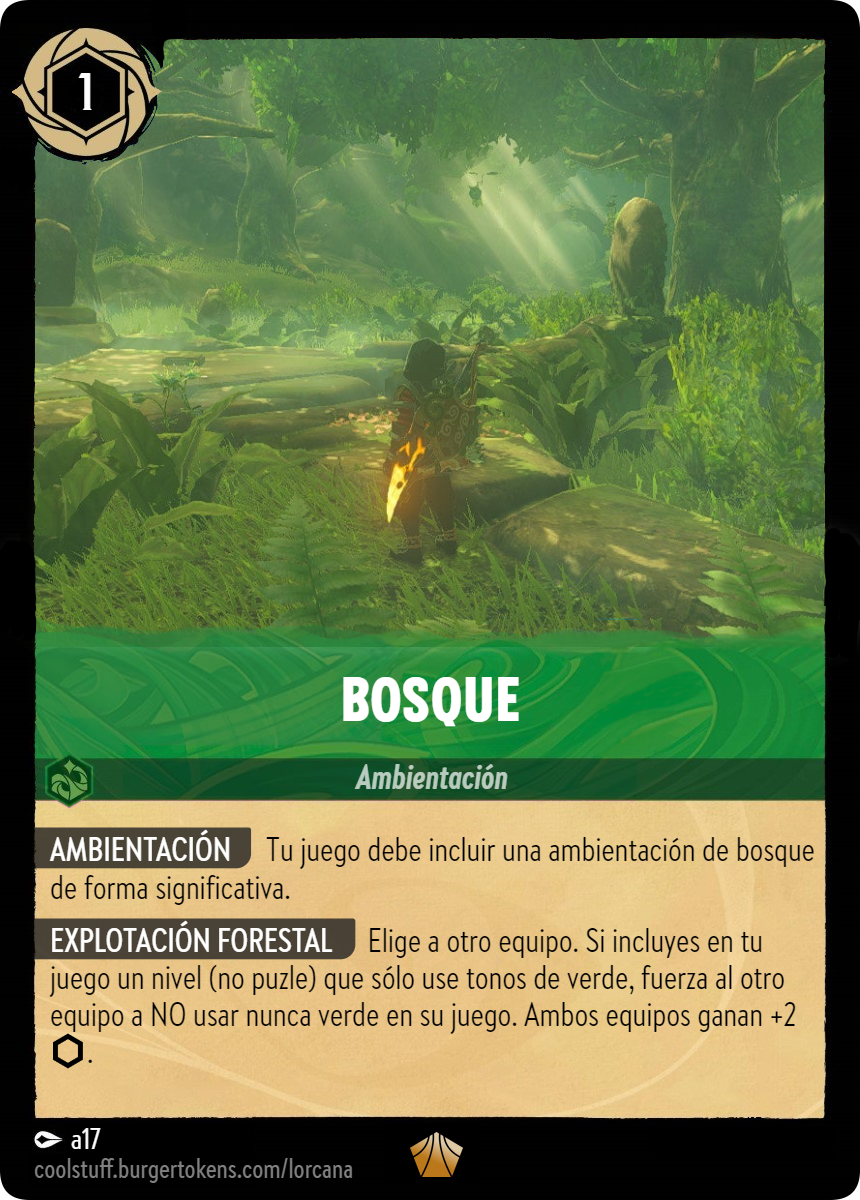 1
BOSQUE
Ambientación
AMBIENTACIÓN Tu juego debe incluir una ambientación de bosque
de forma significativa.
EXPLOTACIÓN FORESTAL Elige a otro equipo. Si incluyes en tu
juego un nivel (no puzle) que sólo use tonos de verde, fuerza al otro
equipo a NO usar nunca verde en su juego. Ambos equipos ganan +2
.
a17
coolstuff.burgertokens.com/lorcana